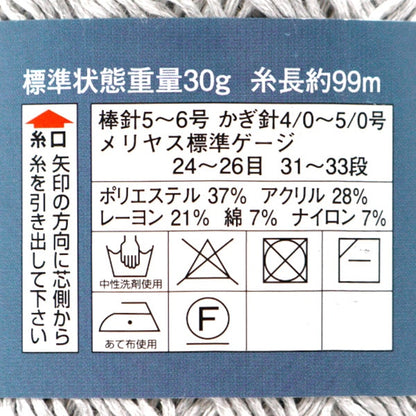 標準状態重量30g 糸長約99m
糸口 矢印の方向に芯側から
糸を引き出して下さい
棒針5～6号 かぎ針4/0～5/0号
メリヤス標準ゲージ
24～26目 31～33段
ポリエステル 37% アクリル 28%
レーヨン 21% 綿 7% ナイロン 7%
中性洗剤使用
あて布使用
F